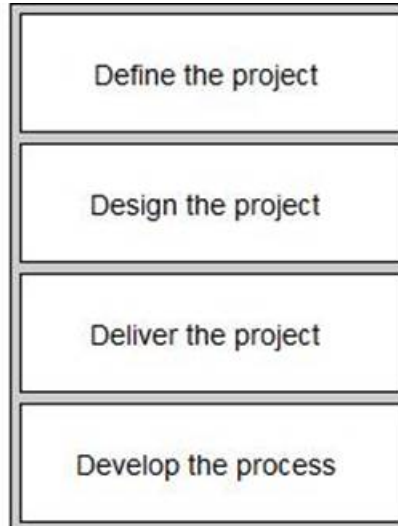 Define the project
Design the project
Deliver the project
Develop the process